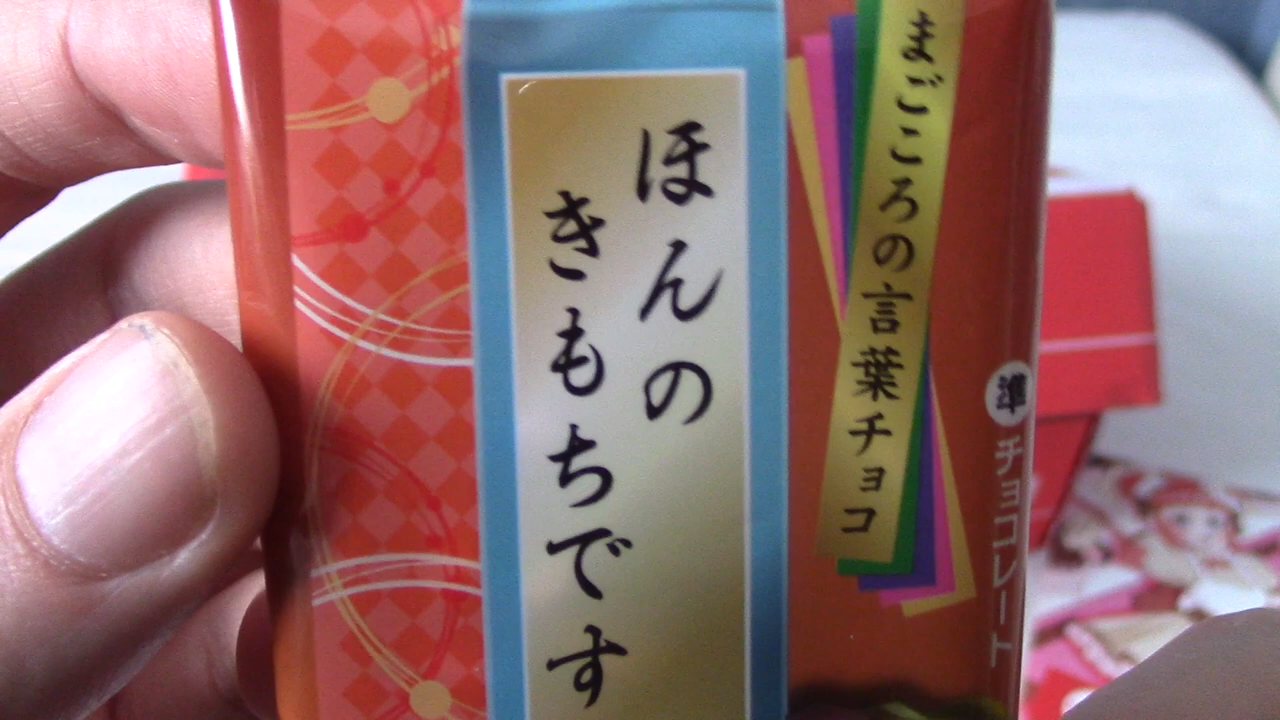 まごころの言葉チョコ
ほんの
きもちです
準チョコレート